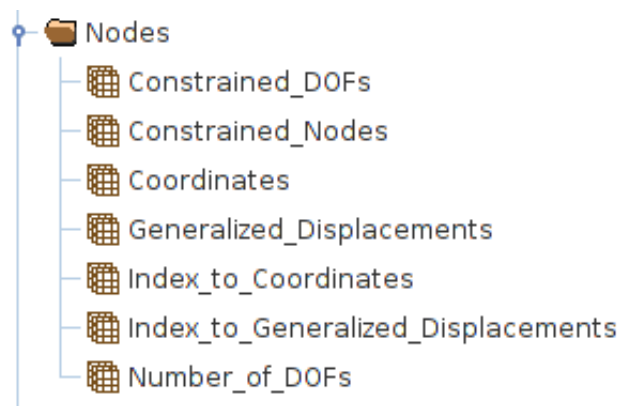 Nodes
Constrained_DOFs
Constrained_Nodes
Coordinates
Generalized_Displacements
Index_to_Coordinates
Index_to_Generalized_Displacements
Number_of_DOFs